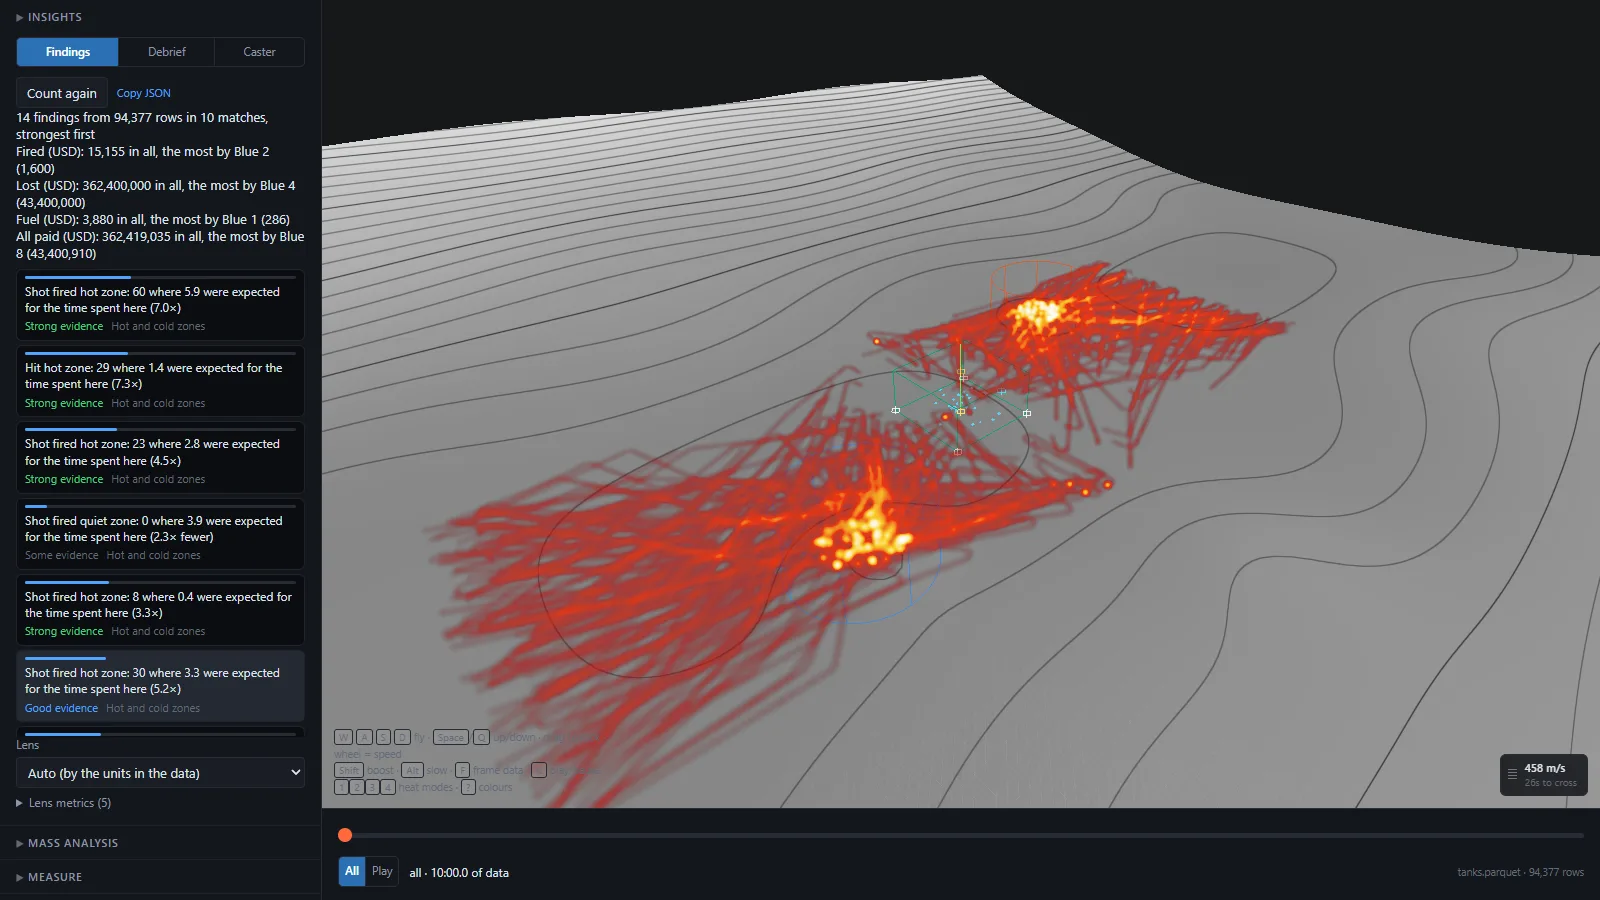 INSIGHTS
Findings
Debrief
Caster
Count again
Copy JSON
14 findings from 94,377 rows in 10 matches,
strongest first
Fired (USD): 15,155 in all, the most by Blue 2
(1,600)
Lost (USD): 362,400,000 in all, the most by Blue 4
(43,400,000)
Fuel (USD): 3,880 in all, the most by Blue 1 (286)
All paid (USD): 362,419,035 in all, the most by Blue
8 (43,400,910)
Shot fired hot zone: 60 where 5.9 were expected
for the time spent here (7.0×)
Strong evidence Hot and cold zones
Hit hot zone: 29 where 1.4 were expected for the
time spent here (7.3×)
Strong evidence Hot and cold zones
Shot fired hot zone: 23 where 2.8 were expected
for the time spent here (4.5×)
Strong evidence Hot and cold zones
Shot fired quiet zone: 0 where 3.9 were expected
for the time spent here (2.3× fewer)
Some evidence Hot and cold zones
Shot fired hot zone: 8 where 0.4 were expected for
the time spent here (3.3×)
Strong evidence Hot and cold zones
Shot fired hot zone: 30 where 3.3 were expected
for the time spent here (5.2×)
Good evidence Hot and cold zones
Lens
Auto (by the units in the data)
Lens metrics (5)
MASS ANALYSIS
MEASURE
W A S D fly · Space Q up/down ·
wheel = speed
Shift boost · Alt slow · F frame data
1 2 3 4 heat modes · ? colours
458 m/s
26s to cross
All
Play
all · 10:00.0 of data
tanks.parquet · 94,377 rows